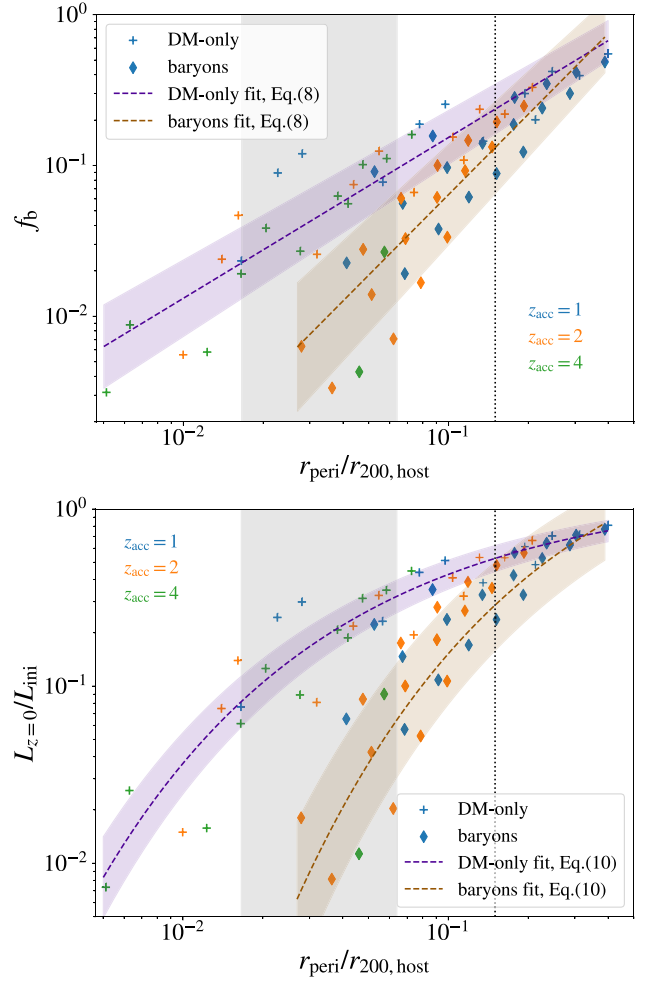 10⁰
DM-only
baryons
DM-only fit, Eq.(8)
baryons fit, Eq.(8)
10⁻¹
f_b
10⁻²
z_acc = 1
z_acc = 2
z_acc = 4
10⁻² 10⁻¹
r_peri/r_200, host
10⁰
z_acc = 1
z_acc = 2
z_acc = 4
10⁻¹
L_z=0/L_ini
10⁻²
DM-only
baryons
DM-only fit, Eq.(10)
baryons fit, Eq.(10)
10⁻² 10⁻¹
r_peri/r_200, host